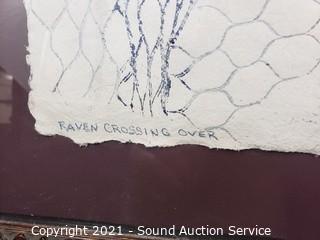 RAVEN CROSSING OVER
Copyright 2021 - Sound Auction Service